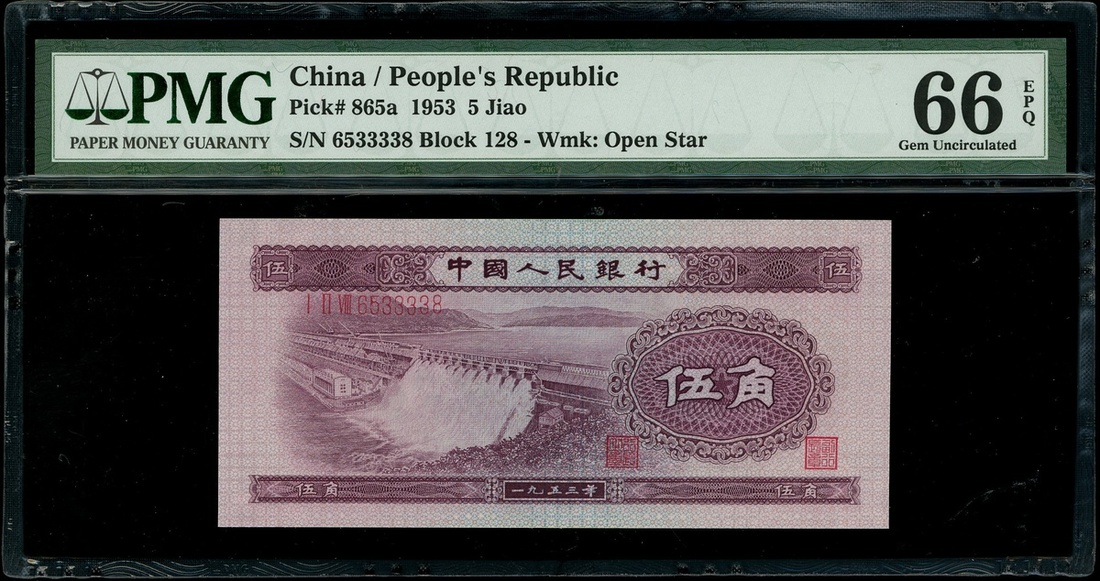 PMG
PAPER MONEY GUARANTY
China / People's Republic
Pick# 865a 1953 5 Jiao
S/N 6533338 Block 128 - Wmk: Open Star
66
EPQ
Gem Uncirculated
伍 中國人民銀行 伍
I II VIII 6533338
伍角
伍角 一九五三年 伍角